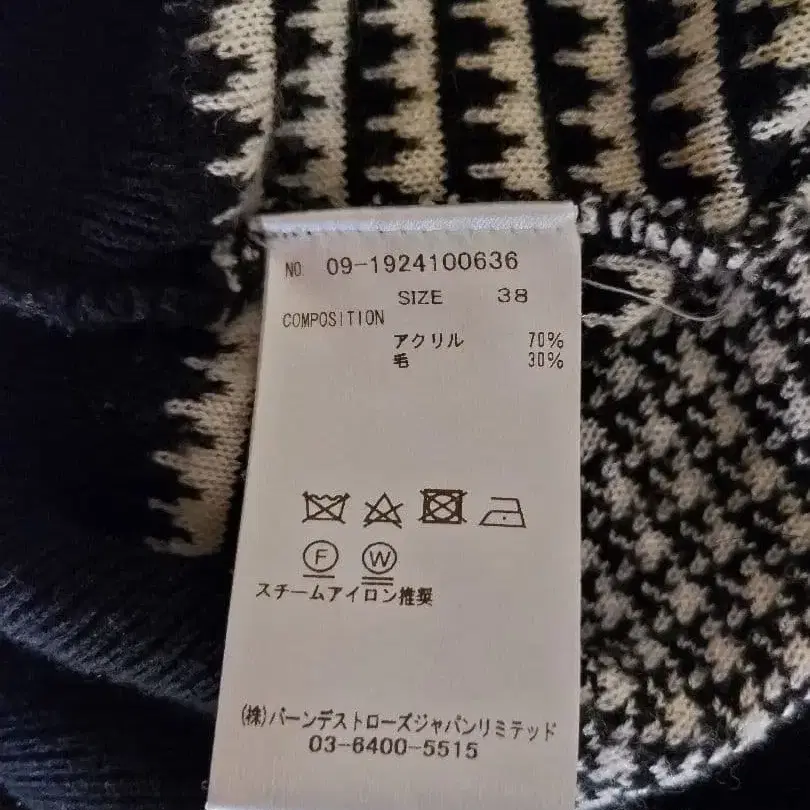 NO. 09-1924100636
SIZE 38
COMPOSITION
アクリル 70%
毛 30%
F W
スチームアイロン推奨
(株)バーンデストローズジャパンリミテッド
03-6400-5515